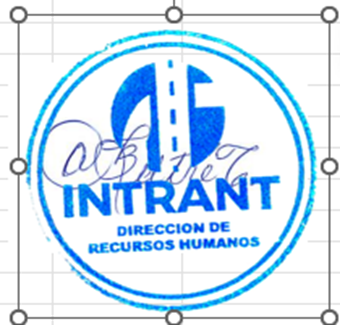 INTRANT
DIRECCION DE
RECURSOS HUMANOS